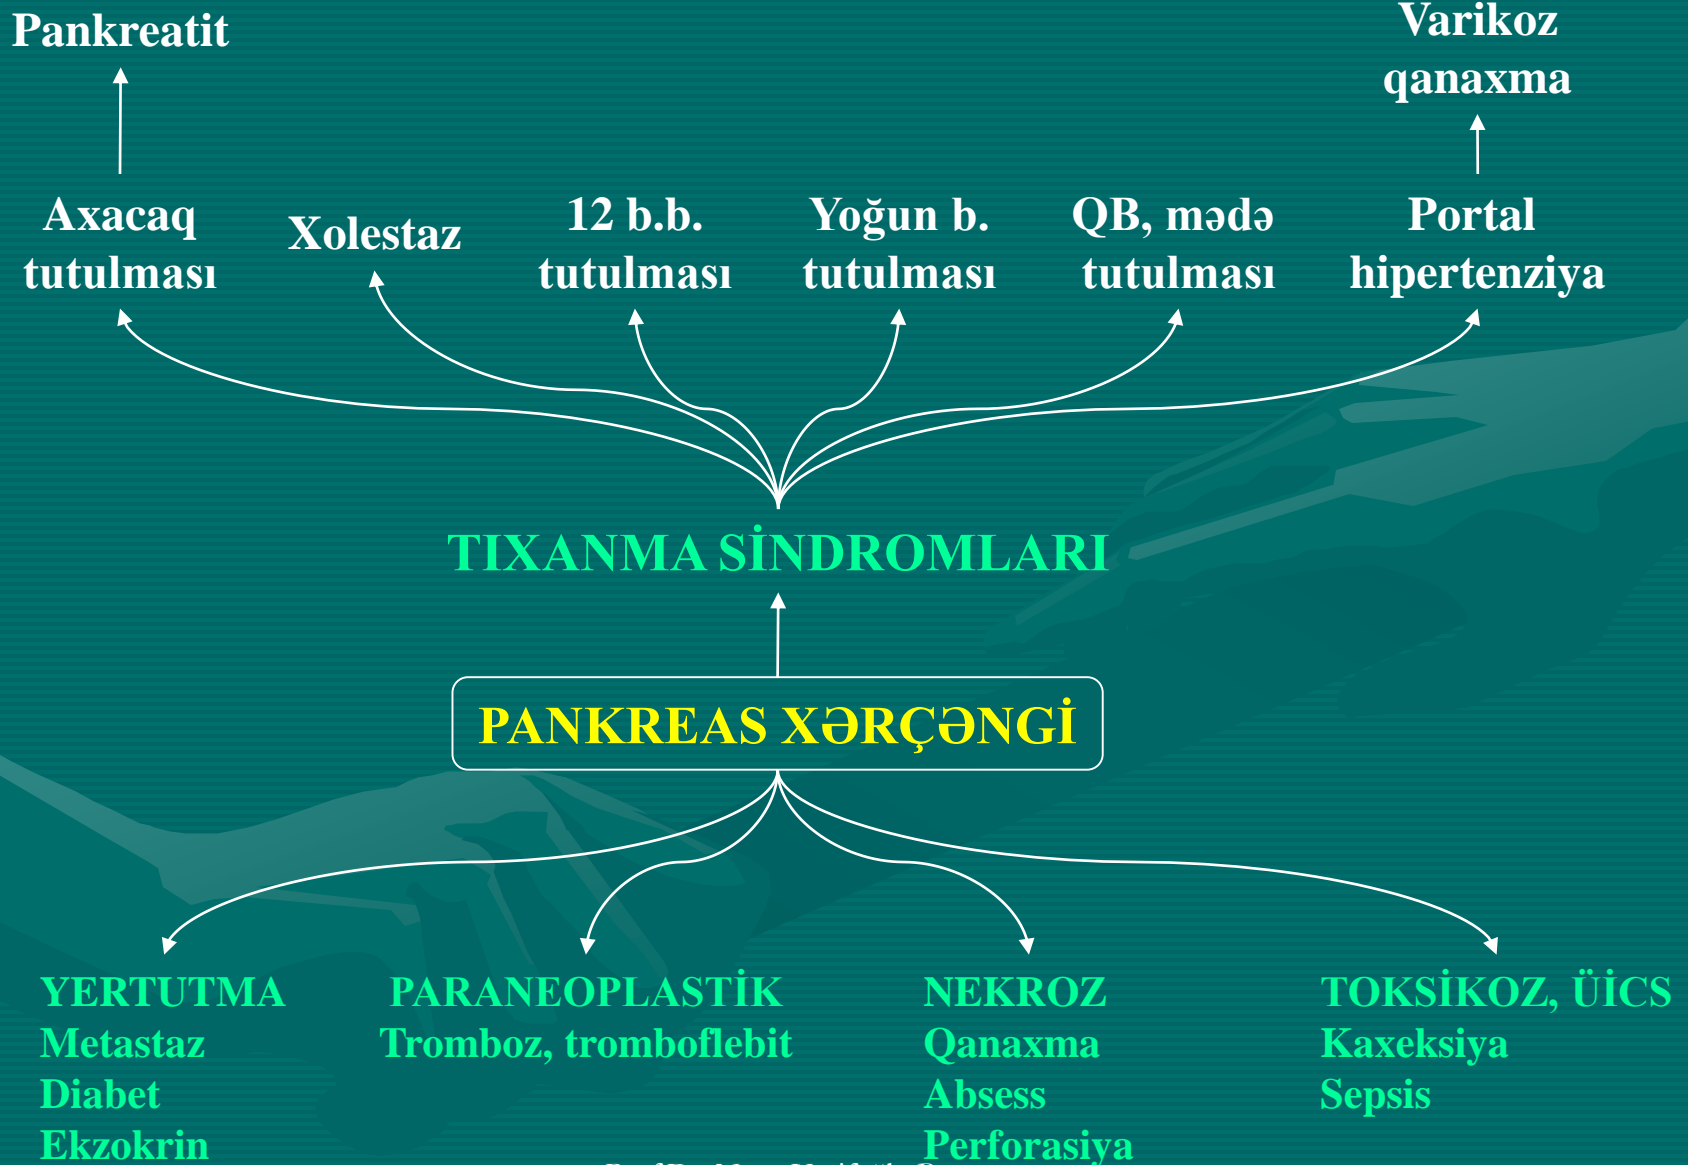 Pankreatit
Varikoz
qanaxma
Axacaq
tutulması
Xolestaz
12 b.b.
tutulması
Yoğun b.
tutulması
QB, mədə
tutulması
Portal
hipertenziya
TIXANMA SİNDROMLARI
PANKREAS XƏRÇƏNGİ
YERTUTMA
Metastaz
Diabet
Ekzokrin
PARANEOPLASTİK
Tromboz, tromboflebit
NEKROZ
Qanaxma
Absess
Perforasiya
TOKSİKOZ, ÜİCS
Kaxeksiya
Sepsis